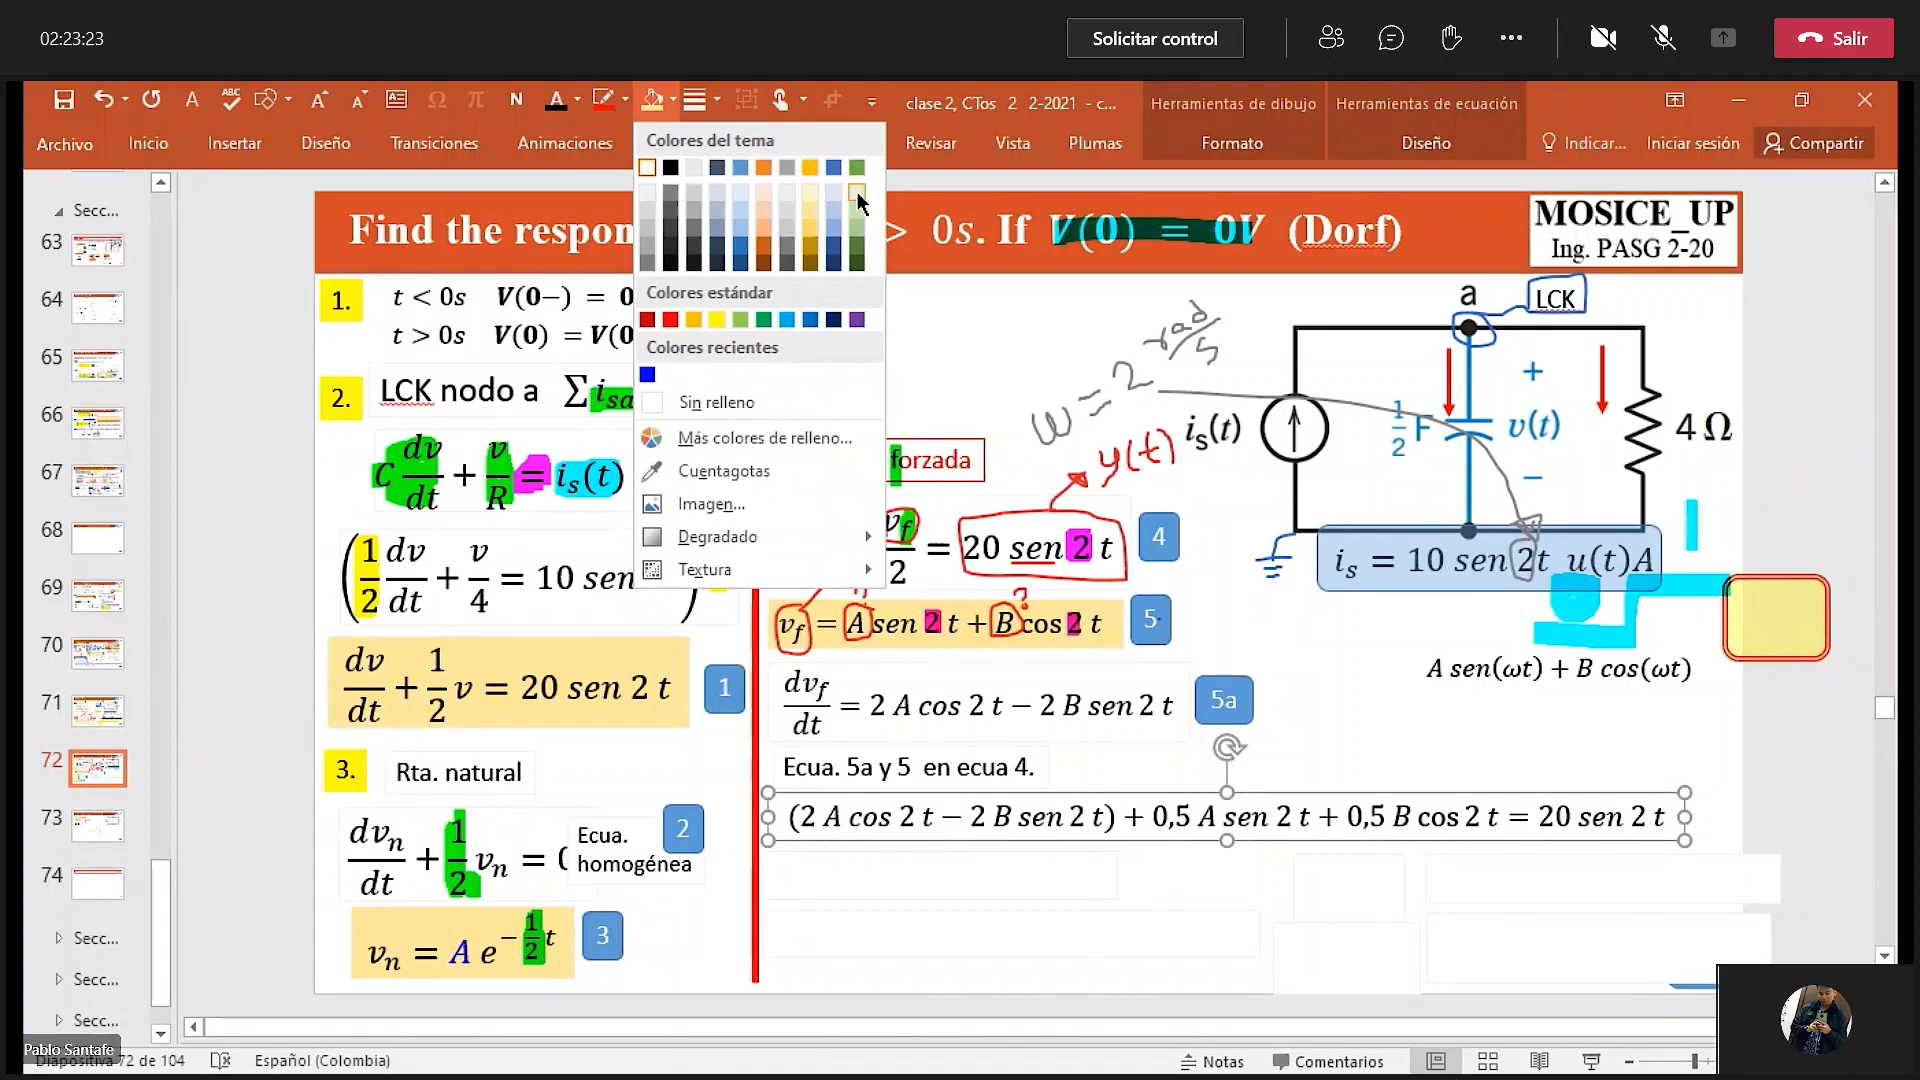 02:23:23
Solicitar control
Salir
clase 2, CTos 2 2-2021 - c...
Herramientas de dibujo
Herramientas de ecuación
Archivo
Inicio
Insertar
Diseño
Transiciones
Animaciones
Revisar
Vista
Plumas
Formato
Diseño
Indicar...
Iniciar sesión
Compartir
Colores del tema
Colores estándar
Colores recientes
Sin relleno
Más colores de relleno...
Cuentagotas
Imagen...
Degradado
Textura
Secc...
63
64
65
66
67
68
69
70
71
72
73
74
Secc...
Secc...
Secc...
Find the respon
> 0s. If V(0) = 0V (Dorf)
MOSICE_UP
Ing. PASG 2-20
1.
t < 0s V(0−) = 0
t > 0s V(0) = V(0
2.
LCK nodo a ∑isa
C dv/dt + v/R = is(t)
(1/2 dv/dt + v/4 = 10 sen )
dv/dt + 1/2 v = 20 sen 2 t
1
3.
Rta. natural
dvn/dt + 1/2 vn = 0
Ecua. homogénea
2
vn = A e^(−1/2 t)
3
forzada
y(t)
vf/2 = 20 sen 2 t
4
? ?
vf = A sen 2 t + B cos 2 t
5
dvf/dt = 2 A cos 2 t − 2 B sen 2 t
5a
Ecua. 5a y 5 en ecua 4.
(2 A cos 2 t − 2 B sen 2 t) + 0,5 A sen 2 t + 0,5 B cos 2 t = 20 sen 2 t
w = 2 rad/s
a
LCK
is(t)
1/2 F
+
v(t)
−
4 Ω
is = 10 sen 2t u(t)A
A sen(ωt) + B cos(ωt)
Pablo Santafe
Diapositiva 72 de 104
Español (Colombia)
Notas
Comentarios